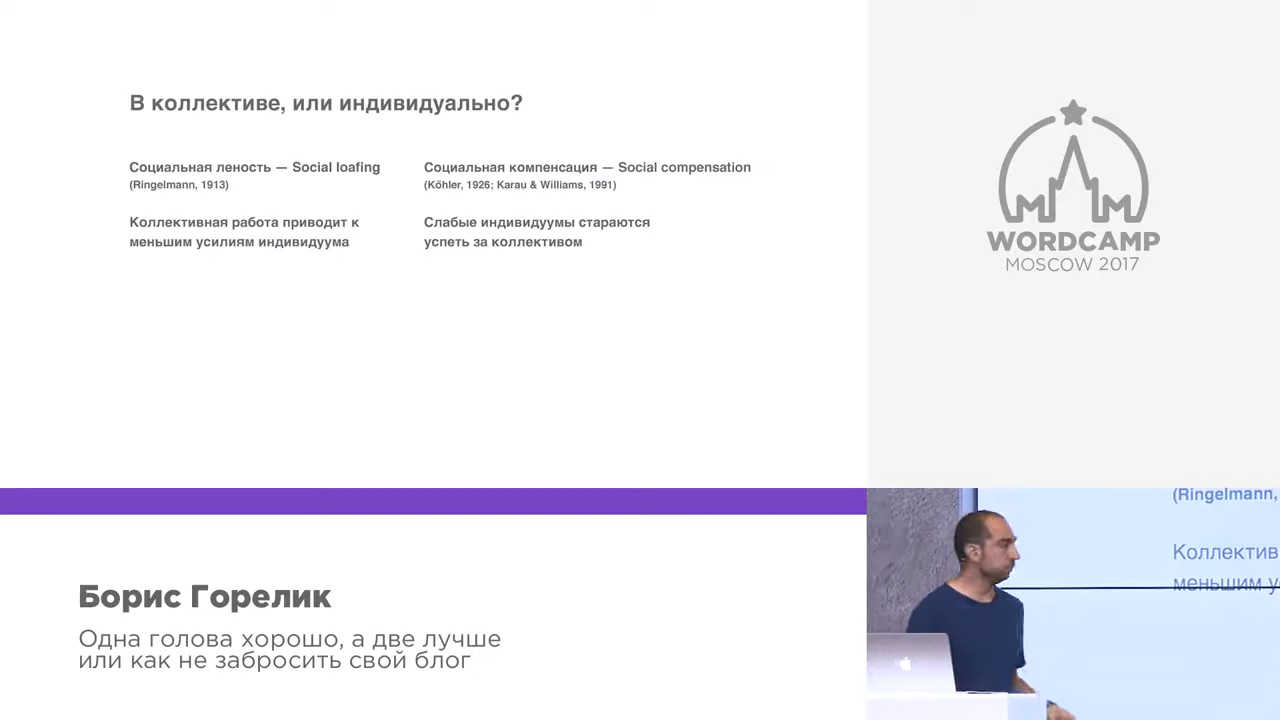 В коллективе, или индивидуально?
Социальная леность — Social loafing
(Ringelmann, 1913)
Коллективная работа приводит к
меньшим усилиям индивидуума
Социальная компенсация — Social compensation
(Köhler, 1926; Karau & Williams, 1991)
Слабые индивидуумы стараются
успеть за коллективом
WORDCAMP
MOSCOW 2017
Борис Горелик
Одна голова хорошо, а две лучше
или как не забросить свой блог
(Ringelmann,
Коллектив
меньшим у